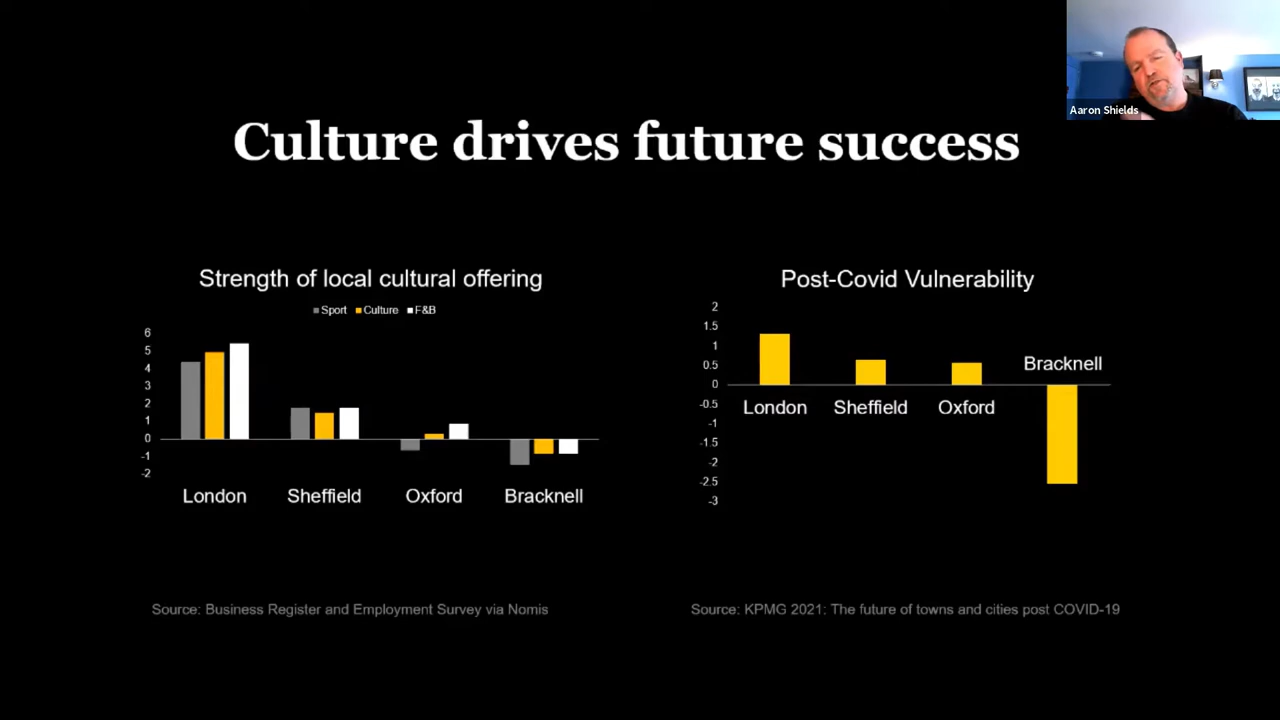 Aaron Shields
Culture drives future success
Strength of local cultural offering
Sport Culture F&B
6
5
4
3
2
1
0
-1
-2
London Sheffield Oxford Bracknell
Source: Business Register and Employment Survey via Nomis
Post-Covid Vulnerability
2
1.5
1
0.5
0
-0.5
-1
-1.5
-2
-2.5
-3
London Sheffield Oxford Bracknell
Source: KPMG 2021: The future of towns and cities post COVID-19